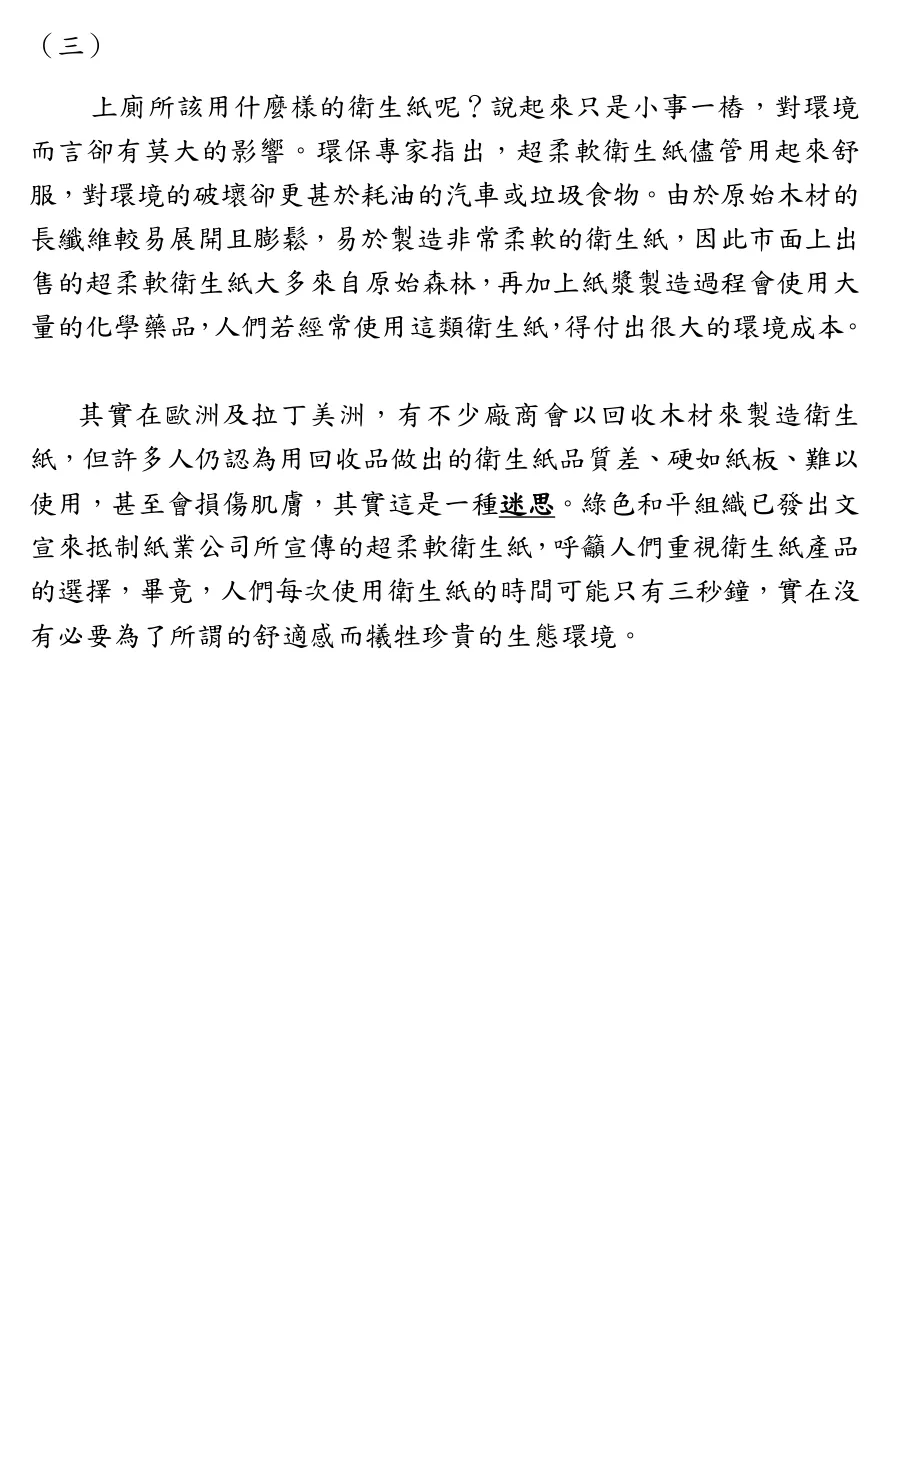 （三）
上廁所該用什麼樣的衛生紙呢？說起來只是小事一樁，對環境
而言卻有莫大的影響。環保專家指出，超柔軟衛生紙儘管用起來舒
服，對環境的破壞卻更甚於耗油的汽車或垃圾食物。由於原始木材的
長纖維較易展開且膨鬆，易於製造非常柔軟的衛生紙，因此市面上出
售的超柔軟衛生紙大多來自原始森林，再加上紙漿製造過程會使用大
量的化學藥品，人們若經常使用這類衛生紙，得付出很大的環境成本。
其實在歐洲及拉丁美洲，有不少廠商會以回收木材來製造衛生
紙，但許多人仍認為用回收品做出的衛生紙品質差、硬如紙板、難以
使用，甚至會損傷肌膚，其實這是一種迷思。綠色和平組織已發出文
宣來抵制紙業公司所宣傳的超柔軟衛生紙，呼籲人們重視衛生紙產品
的選擇，畢竟，人們每次使用衛生紙的時間可能只有三秒鐘，實在沒
有必要為了所謂的舒適感而犧牲珍貴的生態環境。